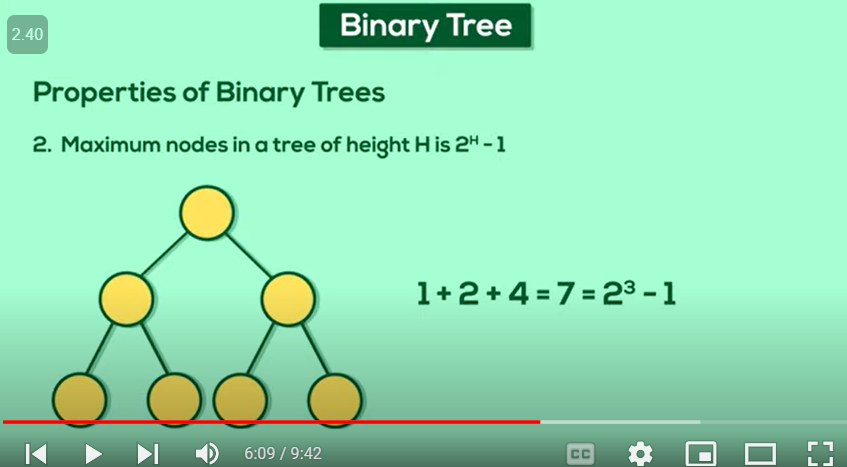 2.40
Binary Tree
Properties of Binary Trees
2. Maximum nodes in a tree of height H is 2ᴴ - 1
1 + 2 + 4 = 7 = 2³ - 1
6:09 / 9:42
CC